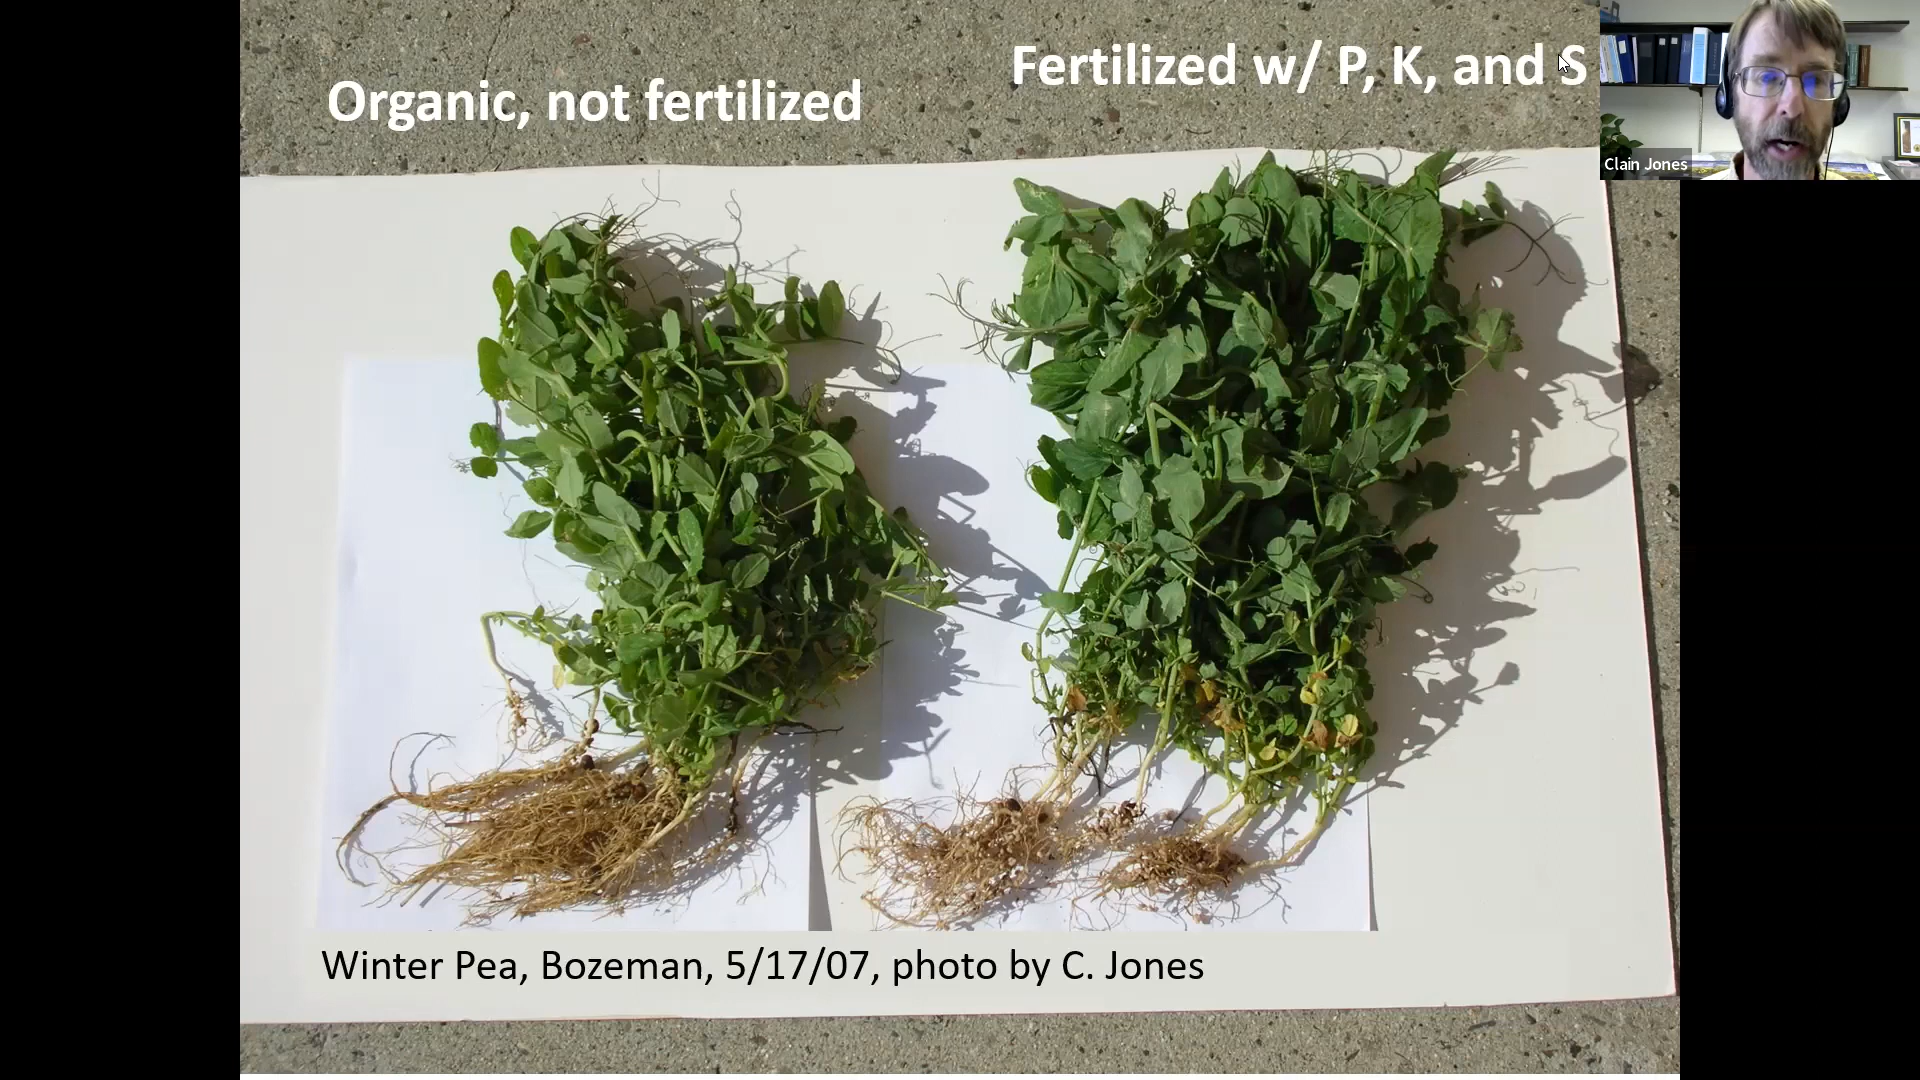 Organic, not fertilized
Fertilized w/ P, K, and S
Clain Jones
Winter Pea, Bozeman, 5/17/07, photo by C. Jones